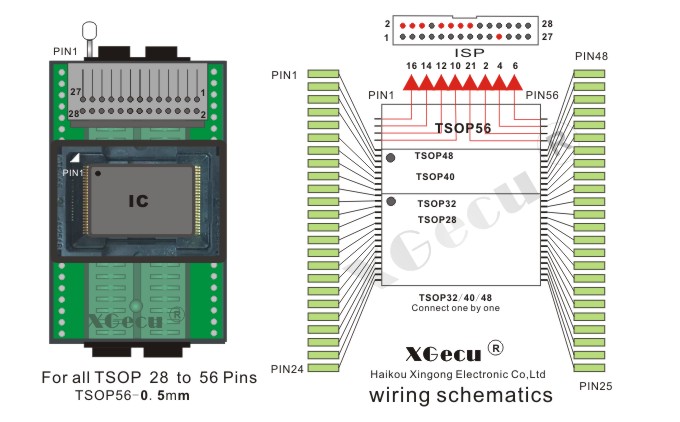 PIN1
27
1
28
2
PIN1
IC
XGecu ®
For all TSOP 28 to 56 Pins
TSOP56-0.5mm
2
28
1
27
ISP
16 14 12 10 21 2 4 6
PIN1
PIN48
PIN1
PIN56
TSOP56
TSOP48
TSOP40
TSOP32
TSOP28
XGecu ®
TSOP32/40/48
Connect one by one
PIN24
PIN25
XGecu ®
Haikou Xingong Electronic Co,Ltd
wiring schematics